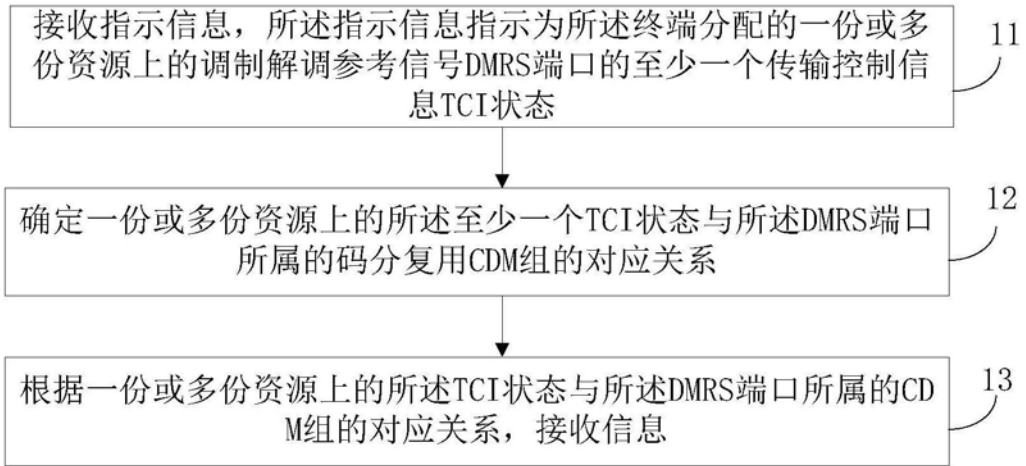 接收指示信息，所述指示信息指示为所述终端分配的一份或多
份资源上的调制解调参考信号DMRS端口的至少一个传输控制信
息TCI状态
11
确定一份或多份资源上的所述至少一个TCI状态与所述DMRS端口
所属的码分复用CDM组的对应关系
12
根据一份或多份资源上的所述TCI状态与所述DMRS端口所属的CD
M组的对应关系，接收信息
13